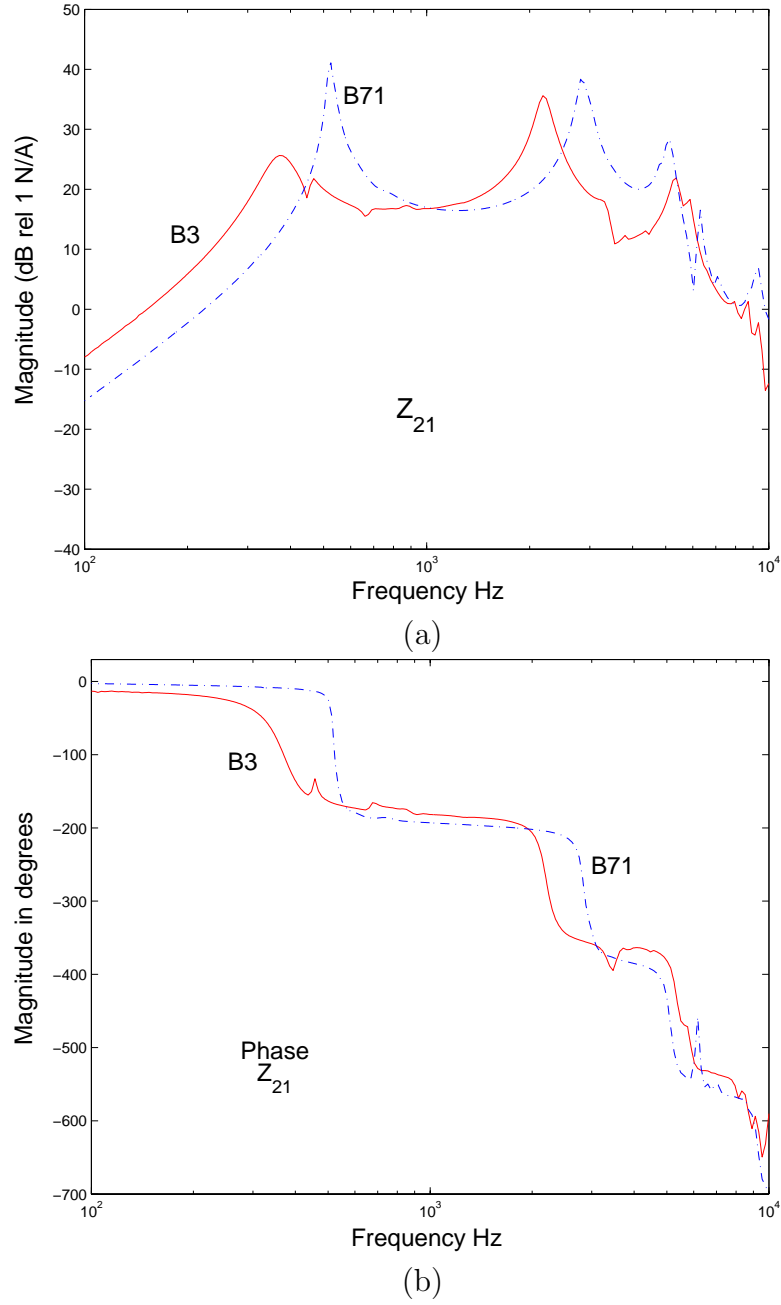 50
40
30
20
10
0
−10
−20
−30
−40
Magnitude (dB rel 1 N/A)
B71
B3
Z21
10^2
10^3
10^4
Frequency Hz
(a)
0
−100
−200
−300
−400
−500
−600
−700
Magnitude in degrees
B3
B71
Phase
Z21
10^2
10^3
10^4
Frequency Hz
(b)